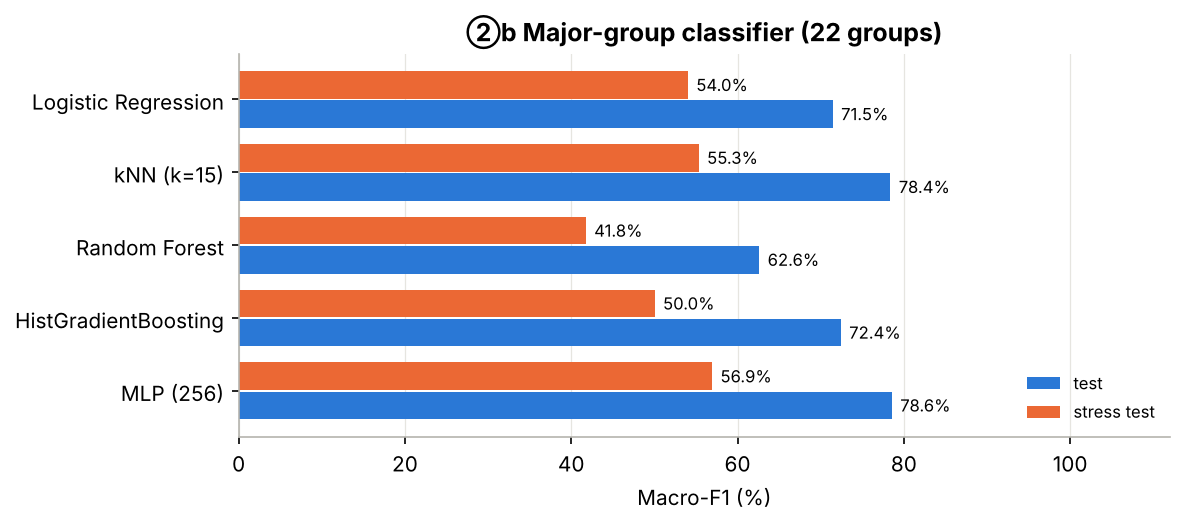 ②b Major-group classifier (22 groups)
Logistic Regression
54.0%
71.5%
kNN (k=15)
55.3%
78.4%
Random Forest
41.8%
62.6%
HistGradientBoosting
50.0%
72.4%
MLP (256)
56.9%
78.6%
test
stress test
0 20 40 60 80 100
Macro-F1 (%)